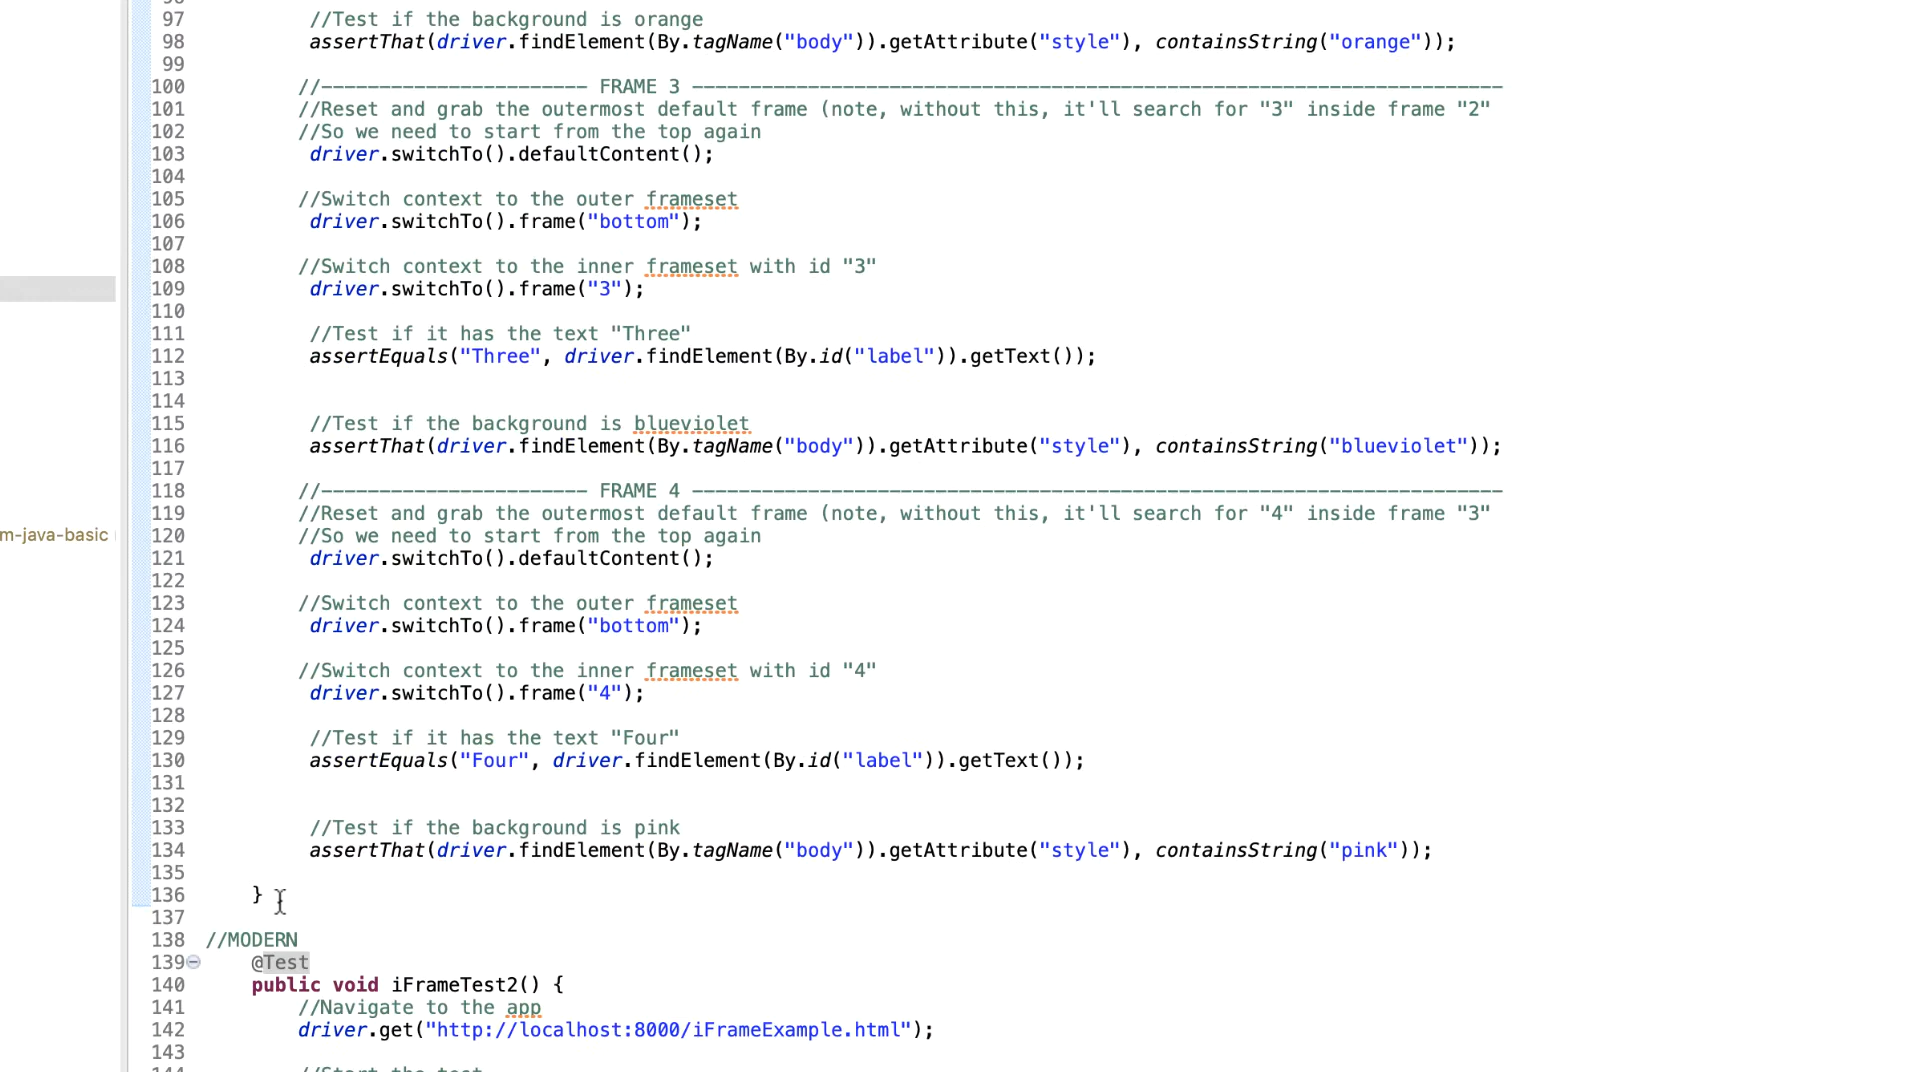 97 //Test if the background is orange
98 assertThat(driver.findElement(By.tagName("body")).getAttribute("style"), containsString("orange"));
99
100 //----------------------- FRAME 3 ----------------------------------------------------------------------
101 //Reset and grab the outermost default frame (note, without this, it'll search for "3" inside frame "2"
102 //So we need to start from the top again
103 driver.switchTo().defaultContent();
104
105 //Switch context to the outer frameset
106 driver.switchTo().frame("bottom");
107
108 //Switch context to the inner frameset with id "3"
109 driver.switchTo().frame("3");
110
111 //Test if it has the text "Three"
112 assertEquals("Three", driver.findElement(By.id("label")).getText());
113
114
115 //Test if the background is blueviolet
116 assertThat(driver.findElement(By.tagName("body")).getAttribute("style"), containsString("blueviolet"));
117
118 //----------------------- FRAME 4 ----------------------------------------------------------------------
119 //Reset and grab the outermost default frame (note, without this, it'll search for "4" inside frame "3"
m-java-basic
120 //So we need to start from the top again
121 driver.switchTo().defaultContent();
122
123 //Switch context to the outer frameset
124 driver.switchTo().frame("bottom");
125
126 //Switch context to the inner frameset with id "4"
127 driver.switchTo().frame("4");
128
129 //Test if it has the text "Four"
130 assertEquals("Four", driver.findElement(By.id("label")).getText());
131
132
133 //Test if the background is pink
134 assertThat(driver.findElement(By.tagName("body")).getAttribute("style"), containsString("pink"));
135
136 }
137
138 //MODERN
139 @Test
140 public void iFrameTest2() {
141 //Navigate to the app
142 driver.get("http://localhost:8000/iFrameExample.html");
143